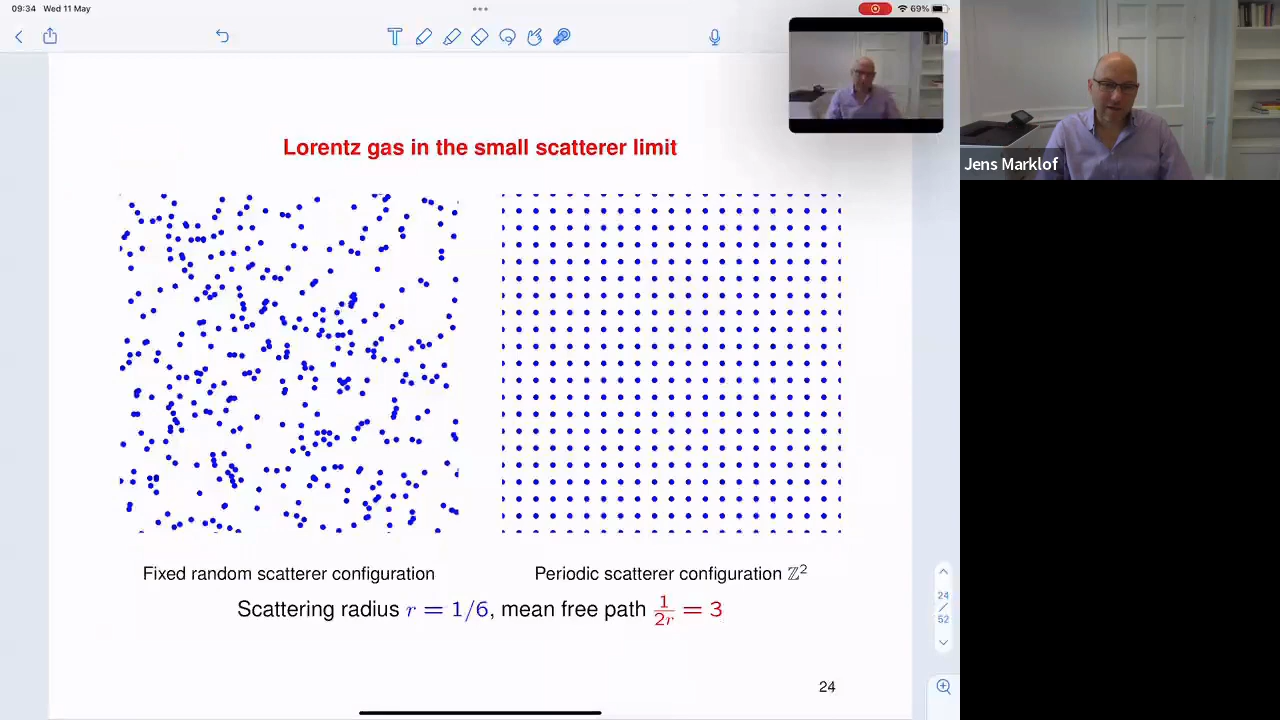 09:34 Wed 11 May
69%
Lorentz gas in the small scatterer limit
Jens Marklof
Fixed random scatterer configuration
Periodic scatterer configuration ℤ²
Scattering radius r = 1/6, mean free path 1/2r = 3
24
/
52
24